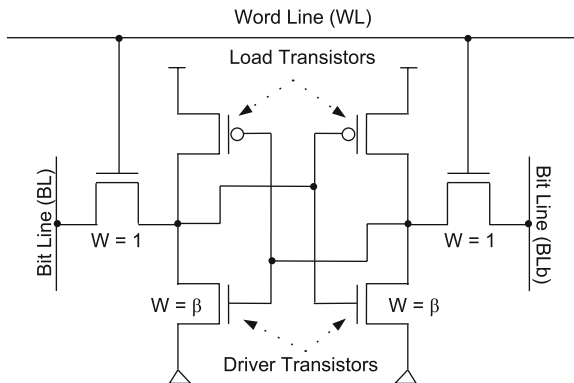 Word Line (WL)
Load Transistors
Bit Line (BL)
W = 1
W = 1
Bit Line (BLb)
W = β
W = β
Driver Transistors